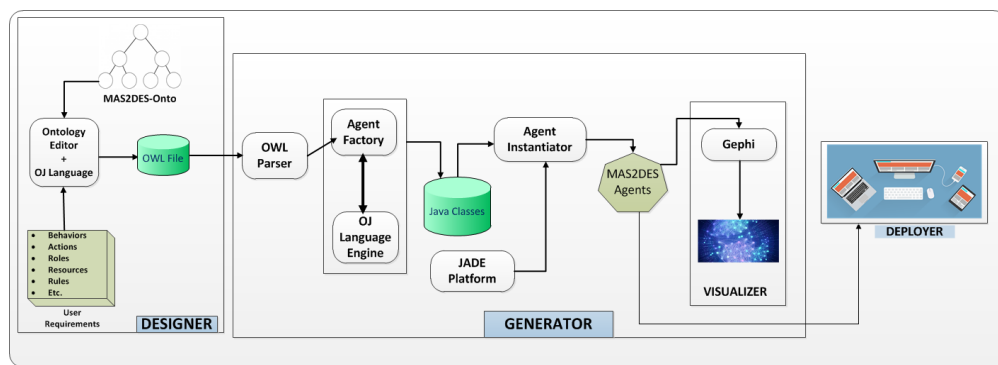 MAS2DES-Onto
Ontology
Editor
+
OJ Language
OWL File
• Behaviors
• Actions
• Roles
• Resources
• Rules
• Etc.
User
Requirements
DESIGNER
OWL
Parser
Agent
Factory
OJ
Language
Engine
Java Classes
Agent
Instantiator
JADE
Platform
MAS2DES
Agents
Gephi
VISUALIZER
GENERATOR
DEPLOYER